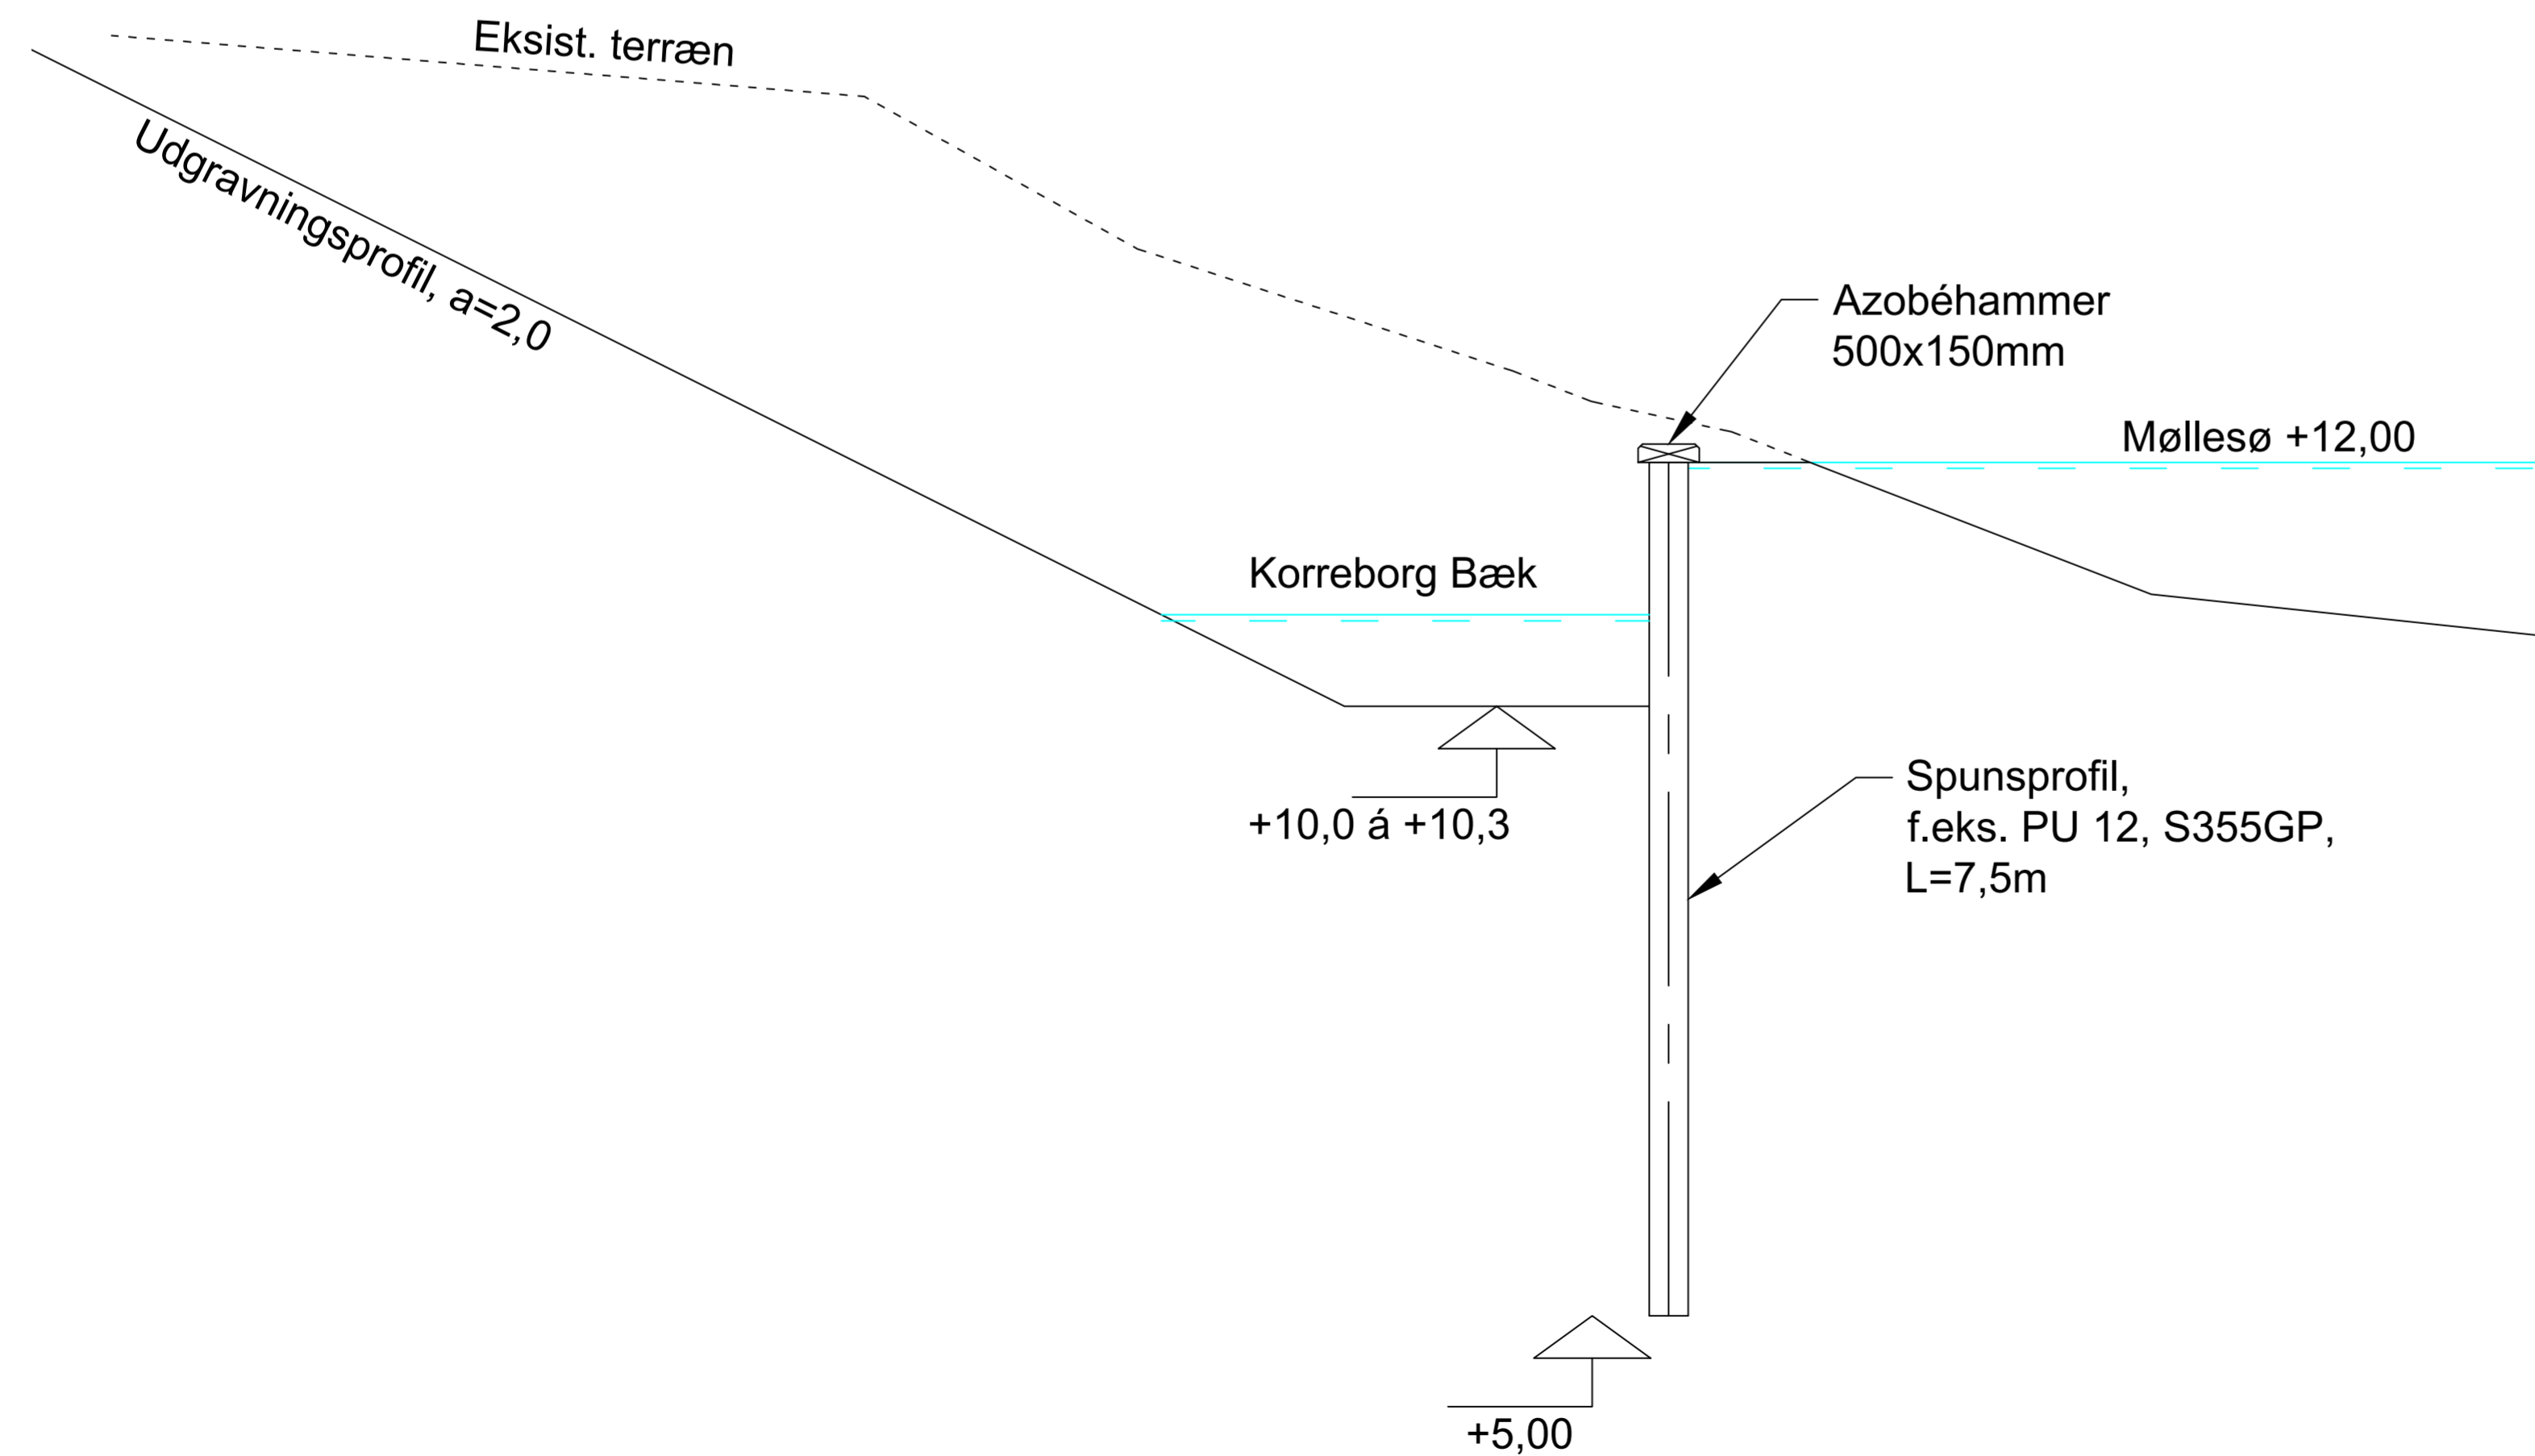 Eksist. terræn
Udgravningsprofil, a=2,0
Azobéhammer
500x150mm
Møllesø +12,00
Korreborg Bæk
Spunsprofil,
f.eks. PU 12, S355GP,
L=7,5m
+10,0 á +10,3
+5,00